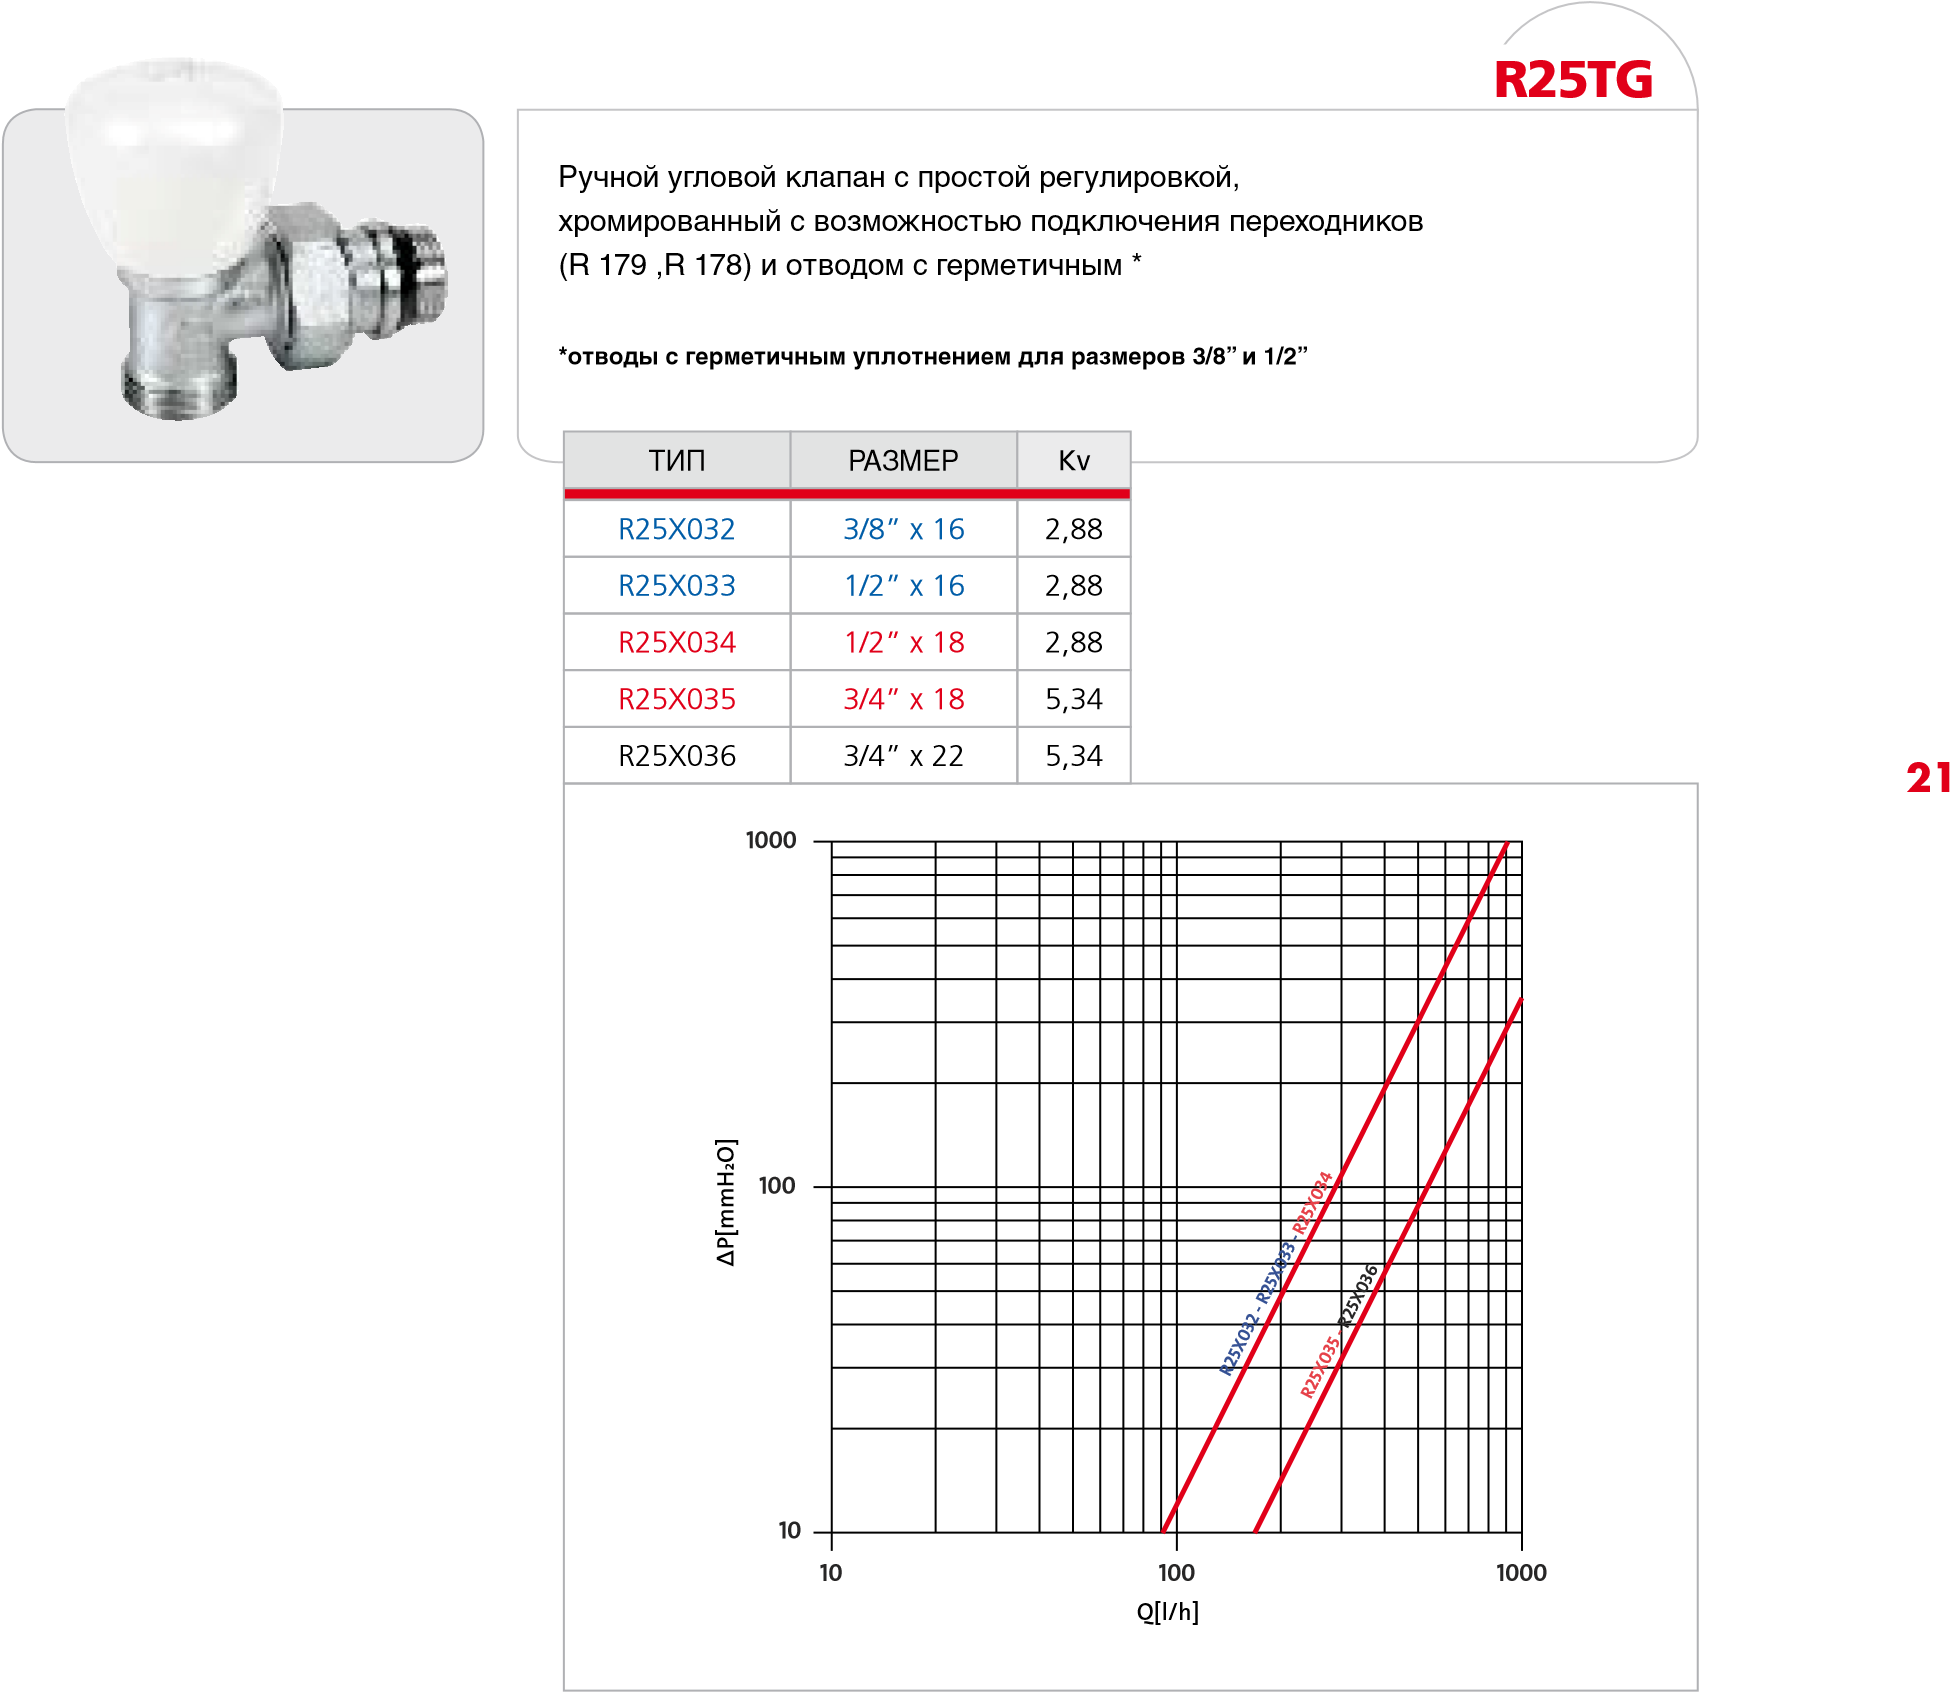 R25TG
Ручной угловой клапан с простой регулировкой,
хромированный с возможностью подключения переходников
(R 179 ,R 178) и отводом с герметичным *
*отводы с герметичным уплотнением для размеров 3/8” и 1/2”
ТИП РАЗМЕР Kv
R25X032 3/8” x 16 2,88
R25X033 1/2” x 16 2,88
R25X034 1/2” x 18 2,88
R25X035 3/4” x 18 5,34
R25X036 3/4” x 22 5,34
21
1000
100
10
ΔP[mmH₂O]
R25X032 - R25X033 - R25X034
R25X035 - R25X036
10 100 1000
Q[l/h]